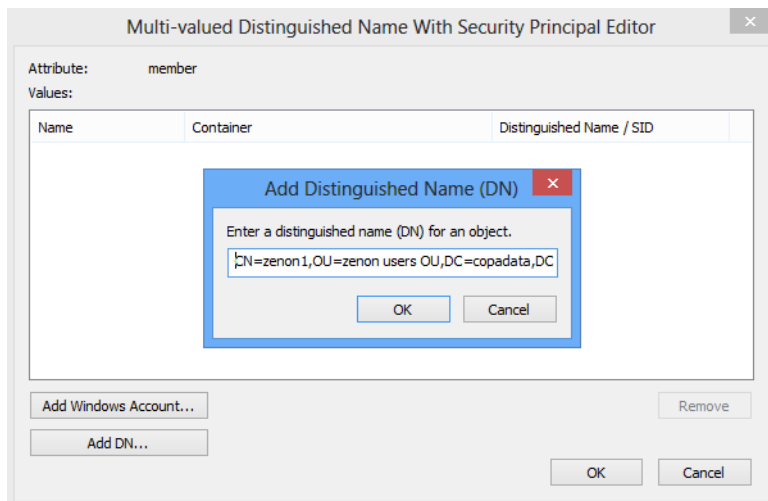 Multi-valued Distinguished Name With Security Principal Editor
Attribute: member
Values:
Name Container Distinguished Name / SID
Add Distinguished Name (DN)
Enter a distinguished name (DN) for an object.
CN=zenon1,OU=zenon users OU,DC=copadata,DC
OK Cancel
Add Windows Account... Remove
Add DN...
OK Cancel